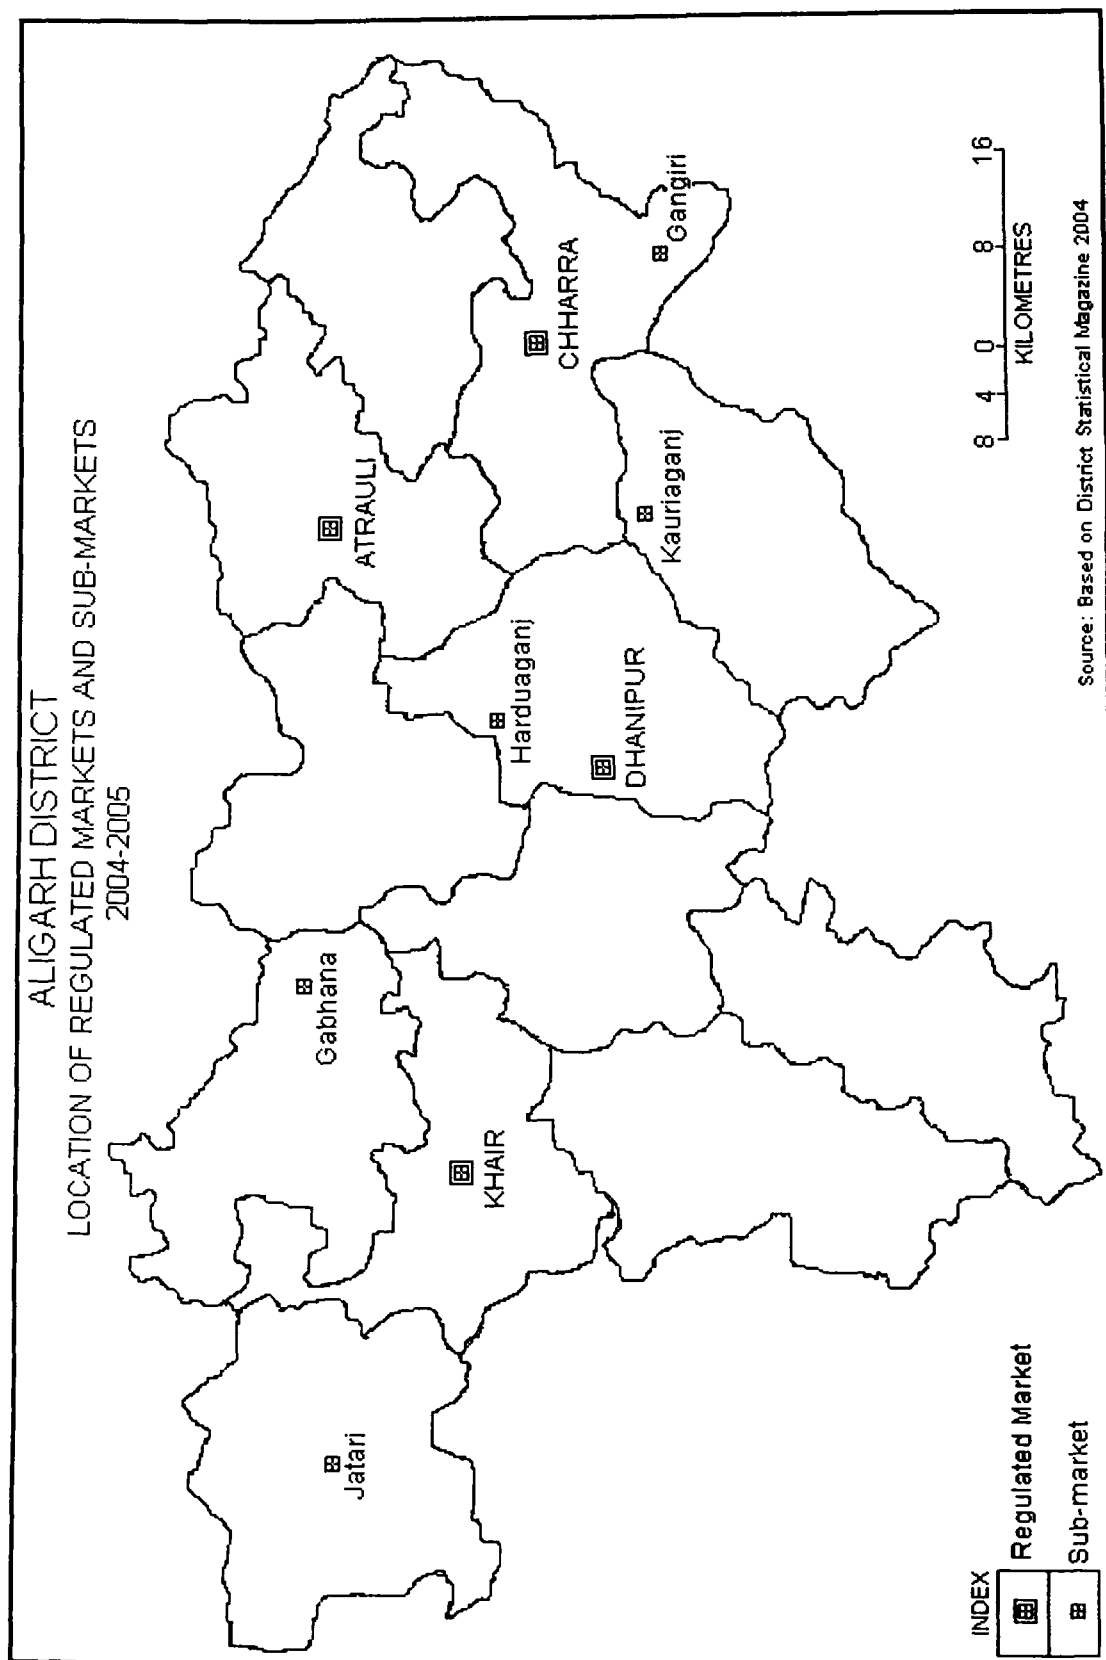 ALIGARH DISTRICT
LOCATION OF REGULATED MARKETS AND SUB-MARKETS
2004-2005
Gabhana
ATRAULI
Jatari
KHAIR
Harduaganj
CHHARRA
DHANIPUR
Kauriaganj
Gangiri
INDEX
Regulated Market
Sub-market
8 4 0 8 16
KILOMETRES
Source: Based on District Statistical Magazine 2004